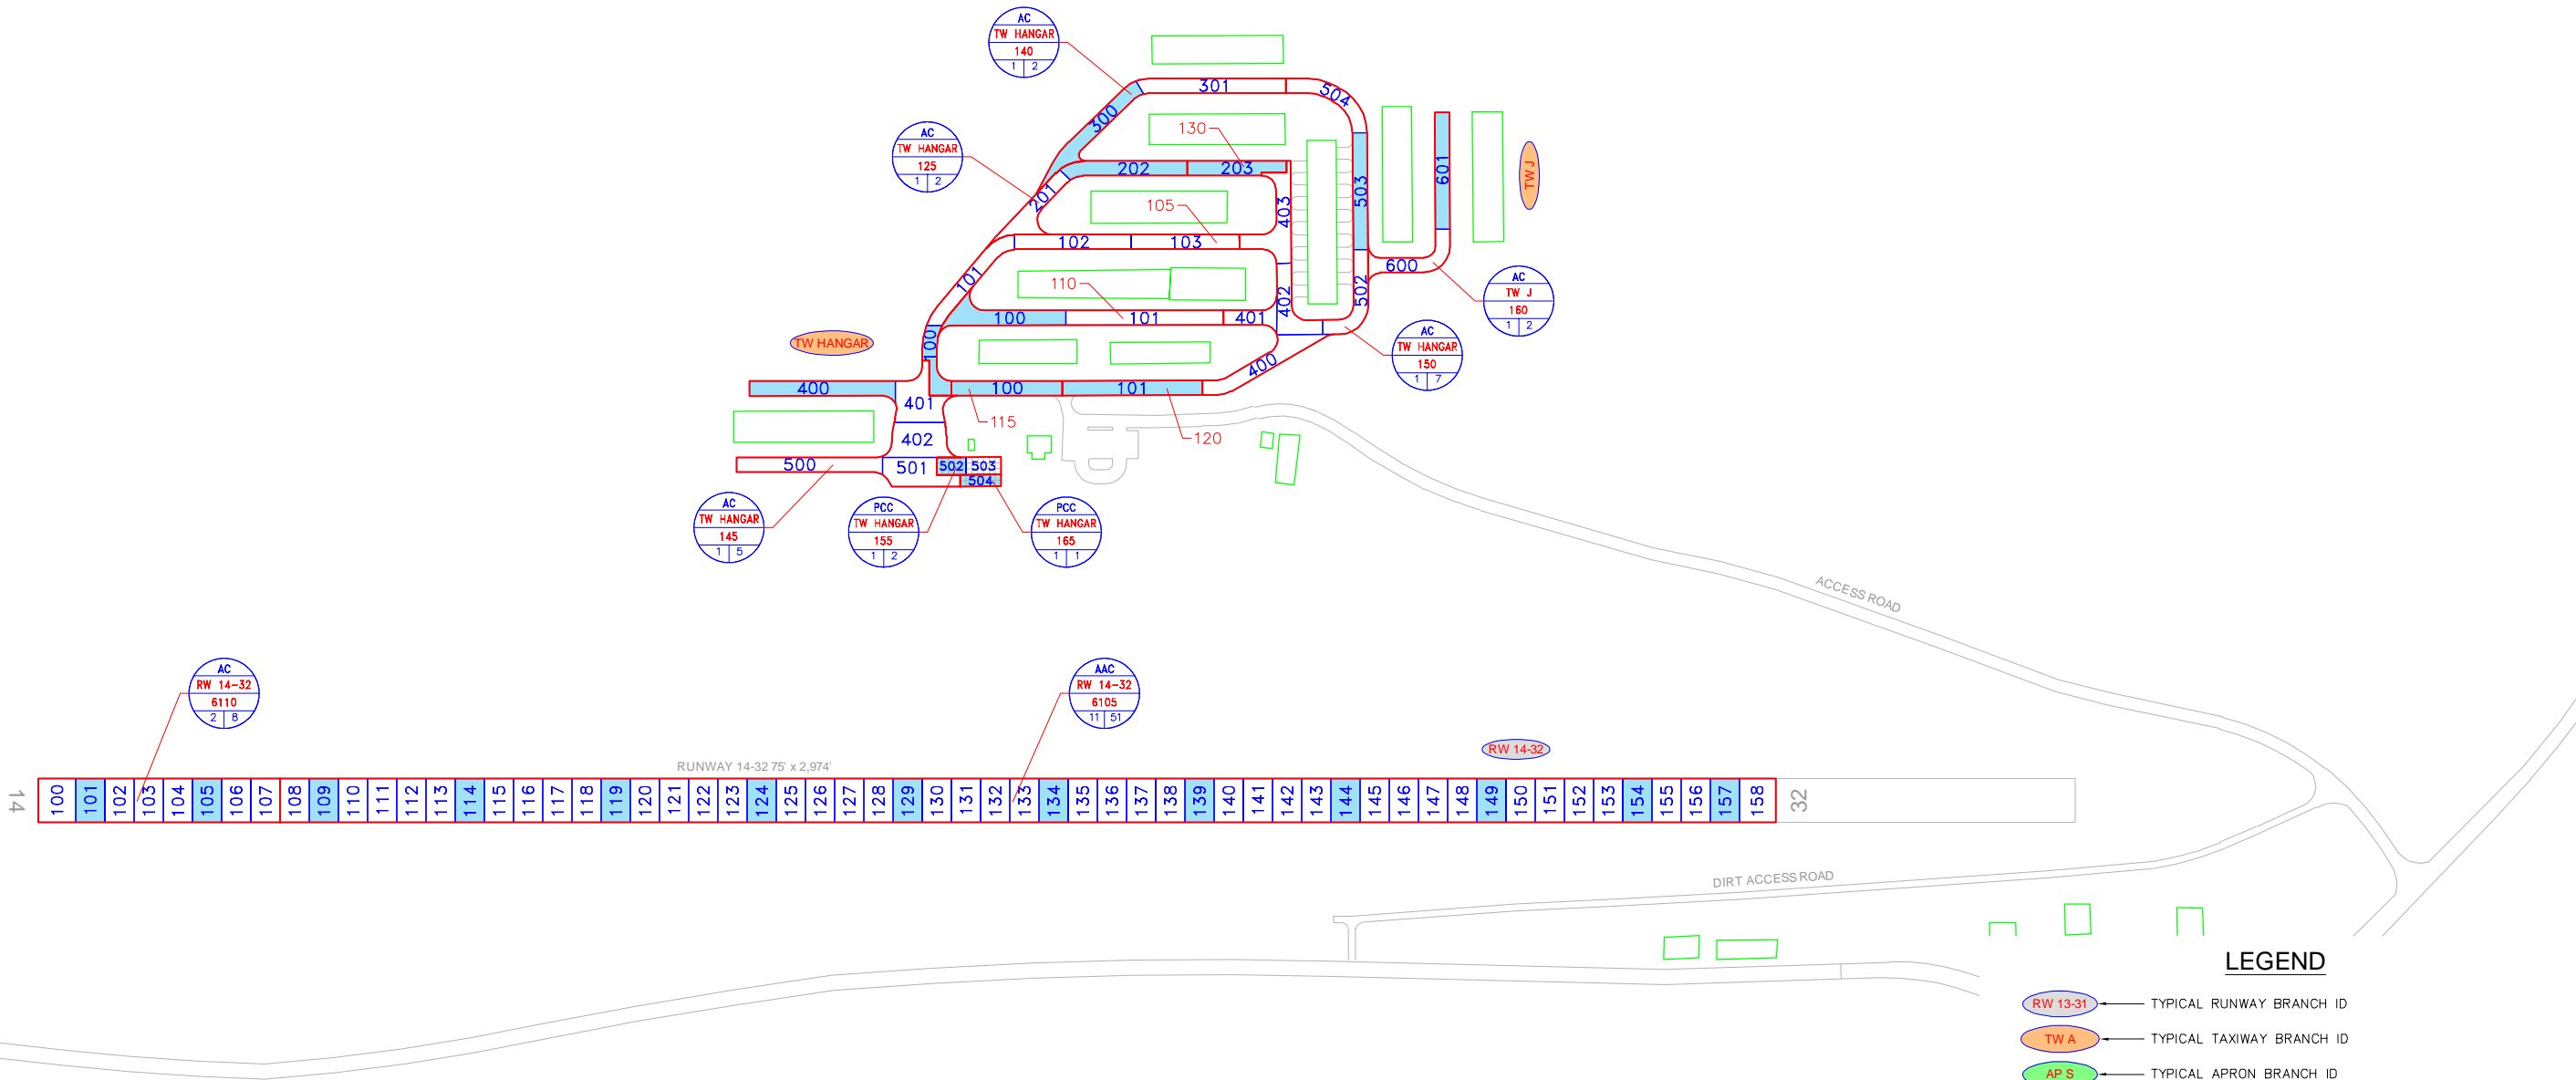 AC
TW HANGAR
140
1 2
301
504
300
130
AC
TW HANGAR
125
1 2
202
203
601
TW J
503
201
105
403
102
103
600
101
110
402
502
AC
TW J
160
1 2
100
101
401
AC
TW HANGAR
150
1 7
TW HANGAR
100
400
400
100
101
401
115
120
402
500
501
502
503
504
AC
TW HANGAR
145
1 5
PCC
TW HANGAR
155
1 2
PCC
TW HANGAR
165
1 1
ACCESS ROAD
AC
RW 14-32
6110
2 8
AAC
RW 14-32
6105
11 51
RW 14-32
RUNWAY 14-32 75' x 2,974'
14
100 101 102 103 104 105 106 107 108 109 110 111 112 113 114 115 116 117 118 119 120 121 122 123 124 125 126 127 128 129 130 131 132 133 134 135 136 137 138 139 140 141 142 143 144 145 146 147 148 149 150 151 152 153 154 155 156 157 158
32
DIRT ACCESS ROAD
LEGEND
RW 13-31 TYPICAL RUNWAY BRANCH ID
TW A TYPICAL TAXIWAY BRANCH ID
AP S TYPICAL APRON BRANCH ID